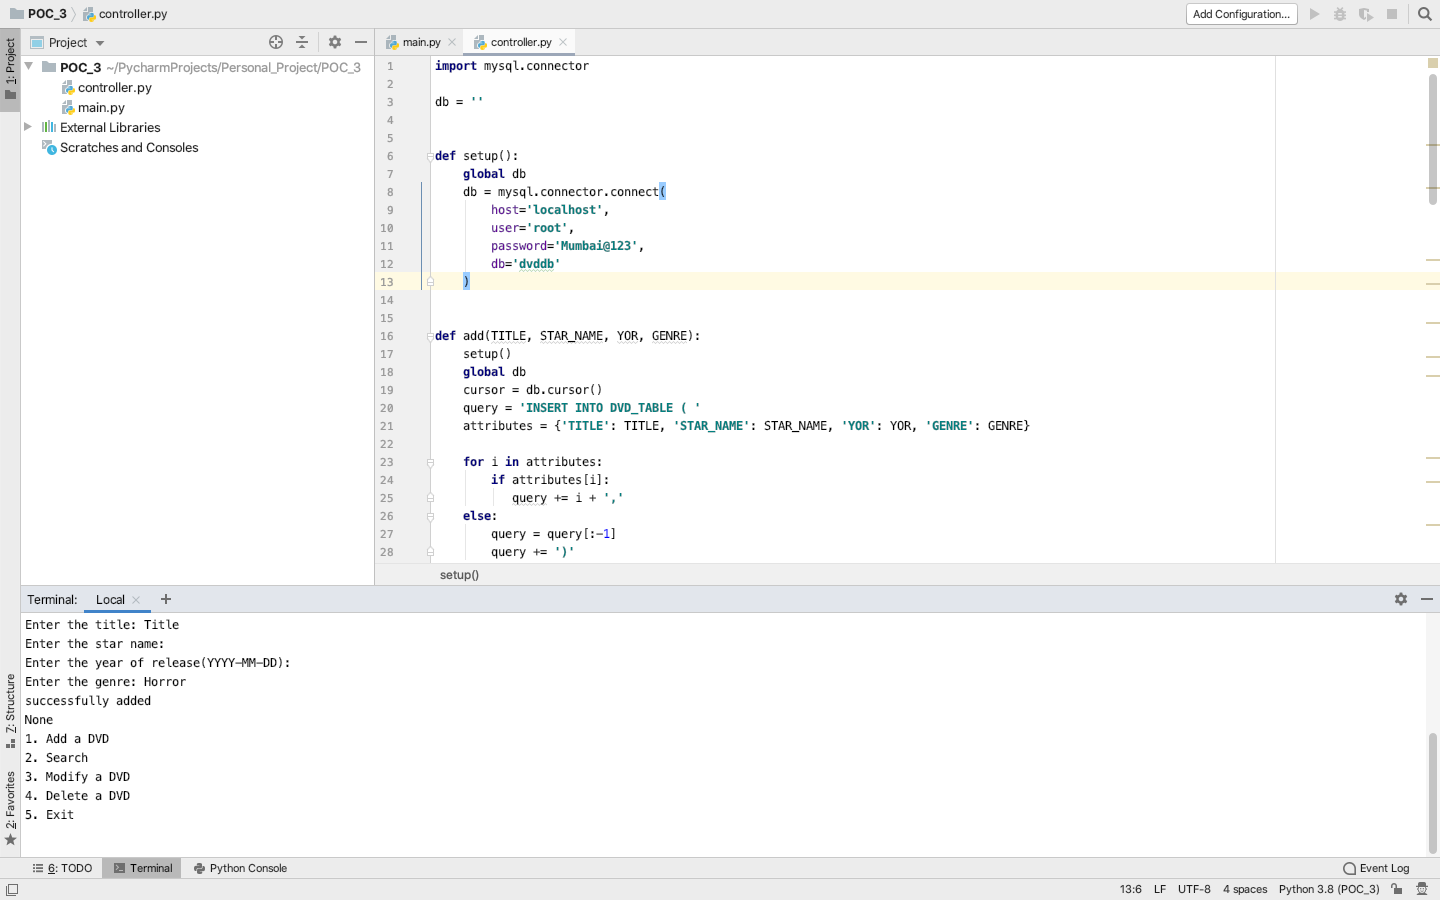 POC_3 controller.py Add Configuration...
1: Project
Project
main.py controller.py
POC_3 ~/PycharmProjects/Personal_Project/POC_3
controller.py
main.py
External Libraries
Scratches and Consoles
1 import mysql.connector
2
3 db = ''
4
5
6 def setup():
7 global db
8 db = mysql.connector.connect(
9 host='localhost',
10 user='root',
11 password='Mumbai@123',
12 db='dvddb'
13 )
14
15
16 def add(TITLE, STAR_NAME, YOR, GENRE):
17 setup()
18 global db
19 cursor = db.cursor()
20 query = 'INSERT INTO DVD_TABLE ( '
21 attributes = {'TITLE': TITLE, 'STAR_NAME': STAR_NAME, 'YOR': YOR, 'GENRE': GENRE}
22
23 for i in attributes:
24 if attributes[i]:
25 query += i + ','
26 else:
27 query = query[:-1]
28 query += ')'
setup()
Terminal: Local
Enter the title: Title
Enter the star name:
Enter the year of release(YYYY-MM-DD):
Enter the genre: Horror
successfully added
None
1. Add a DVD
2. Search
3. Modify a DVD
4. Delete a DVD
5. Exit
Z: Structure
2: Favorites
6: TODO Terminal Python Console Event Log
13:6 LF UTF-8 4 spaces Python 3.8 (POC_3)